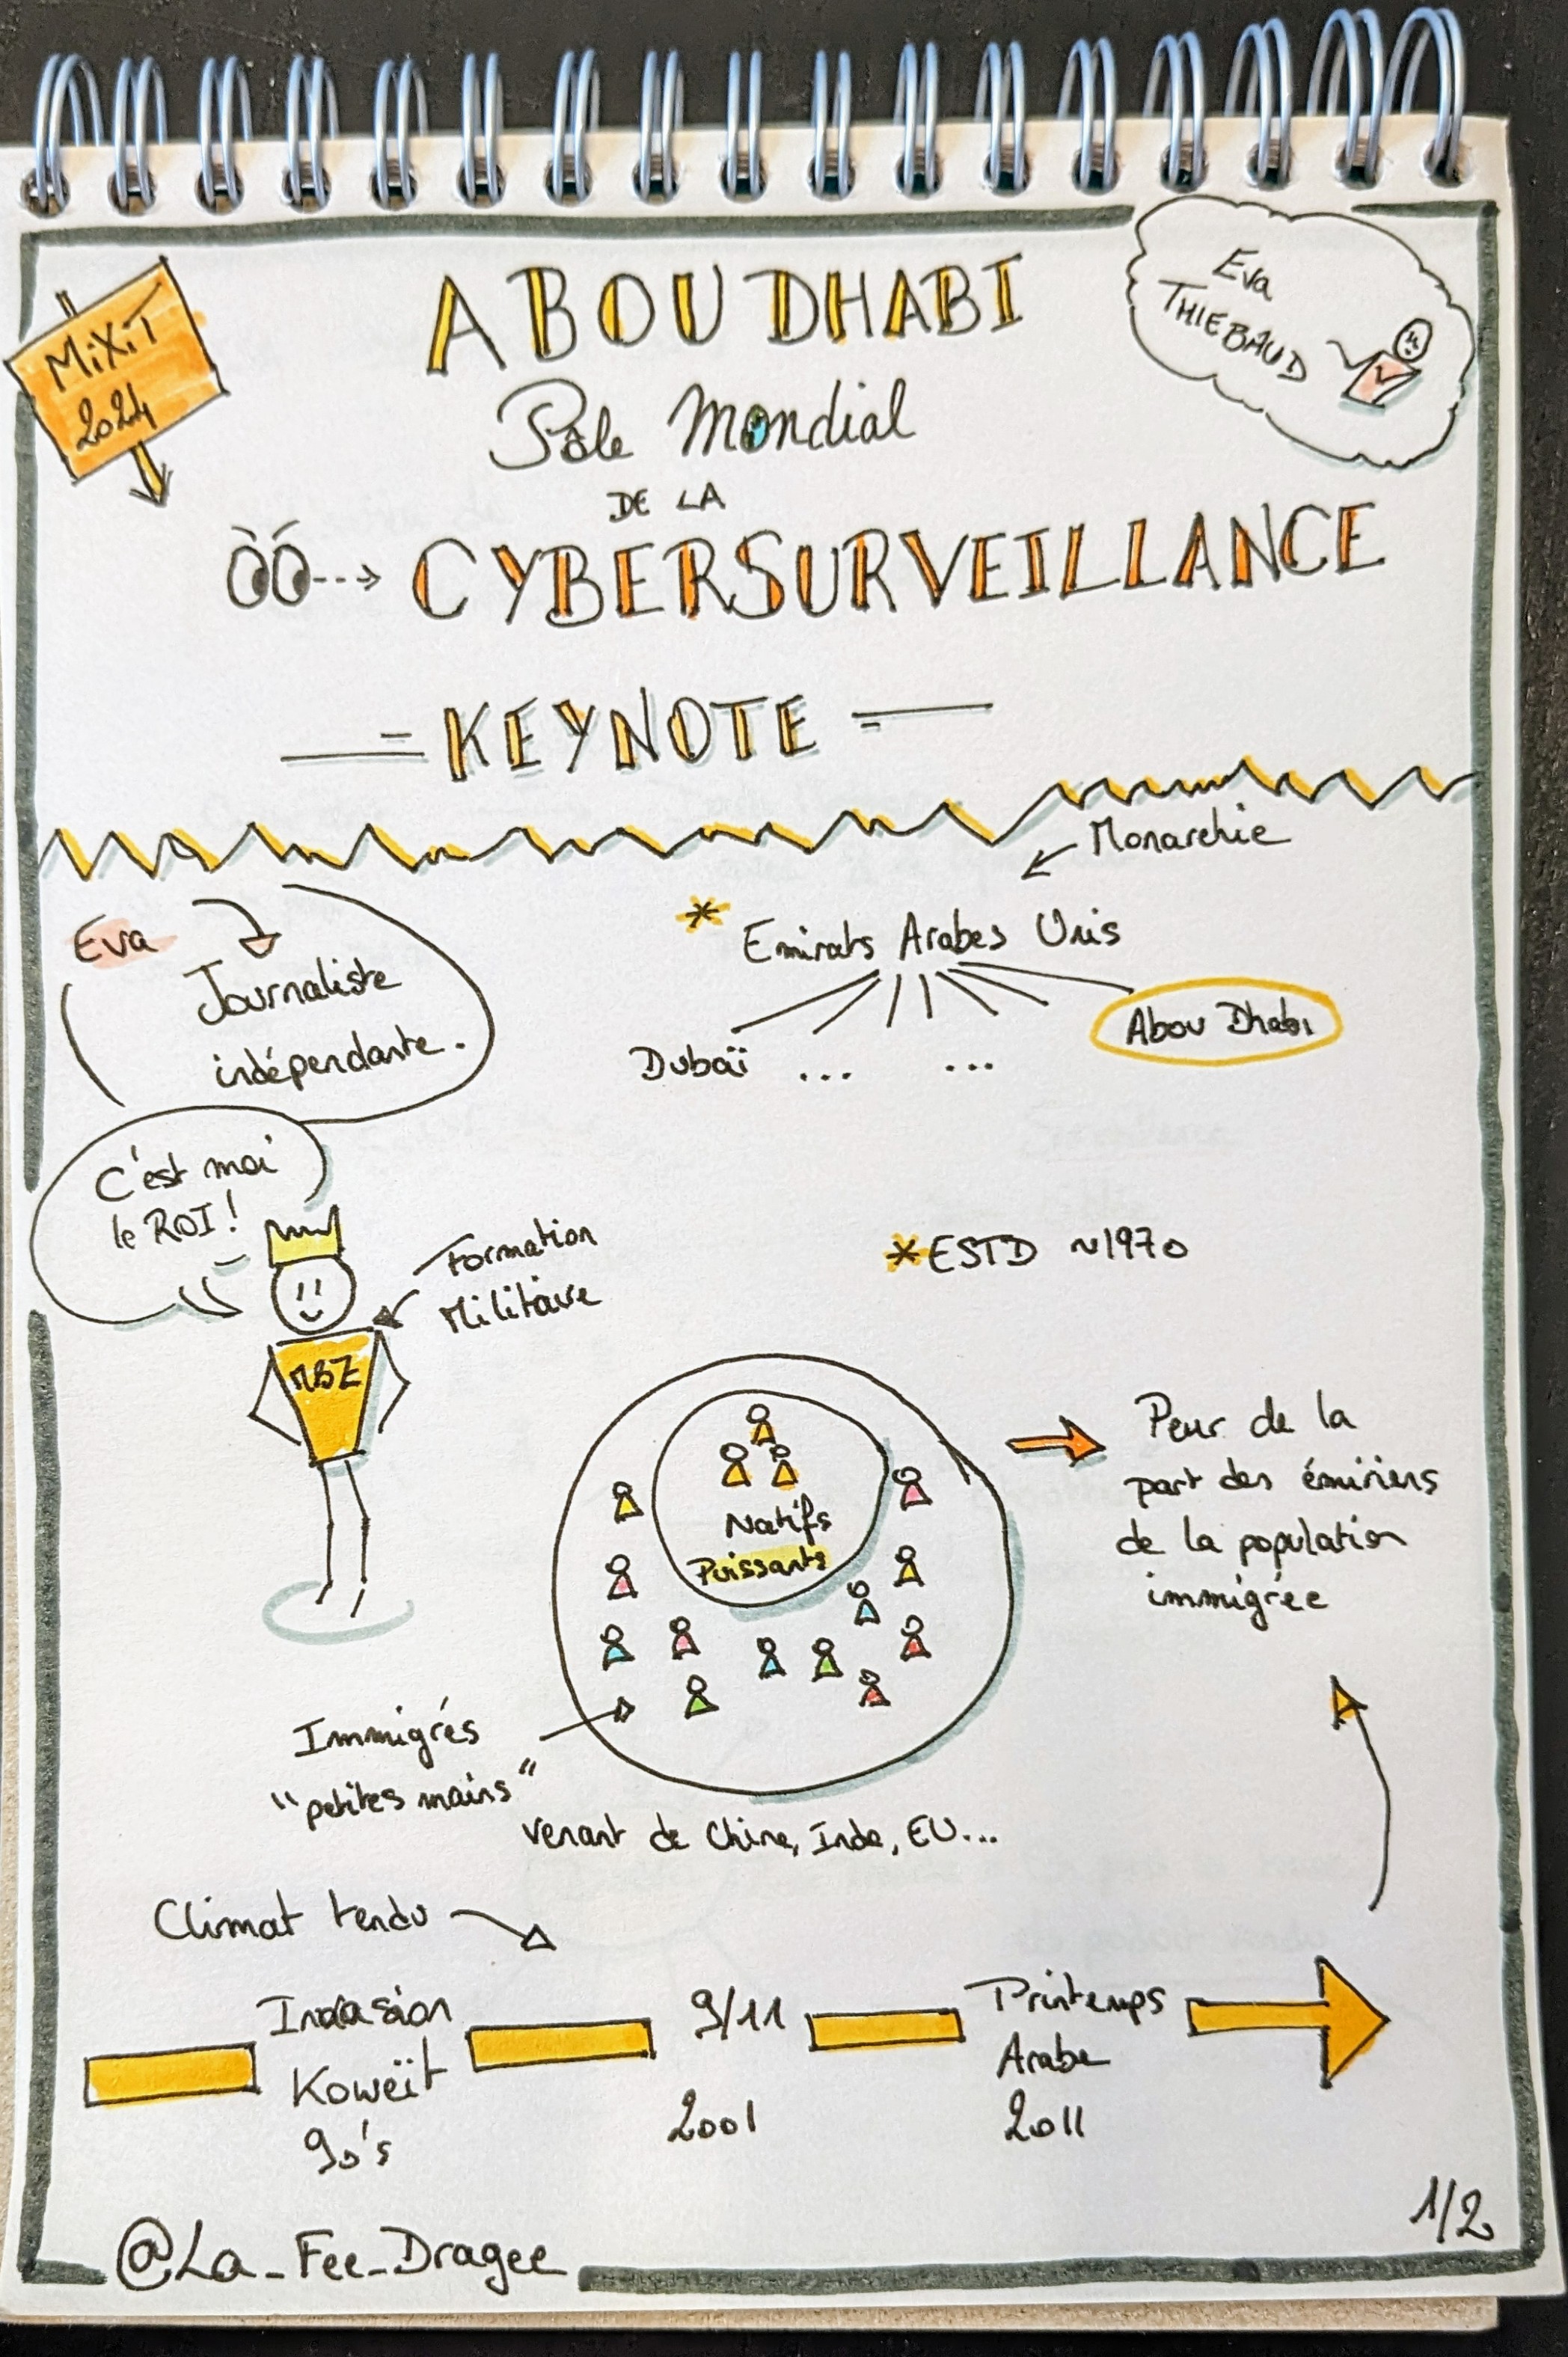 MiXiT
2024
ABOU DHABI
Pôle Mondial
DE LA
CYBERSURVEILLANCE
KEYNOTE
Eva
THIEBAUD
Eva
Journaliste
indépendante.
Monarchie
* Emirats Arabes Unis
Dubaï ... ... Abou Dhabi
C'est moi
le ROI!
Formation
Militaire
MBZ
* ESTD ~1970
Natifs
Puissants
Peur de la
part des émiriens
de la population
immigrée
Immigrés
"petites mains"
venant de Chine, Inde, EU...
Climat tendu
Invasion
Koweït
90's
9/11
2001
Printemps
Arabe
2011
1/2
@La_Fee_Dragee